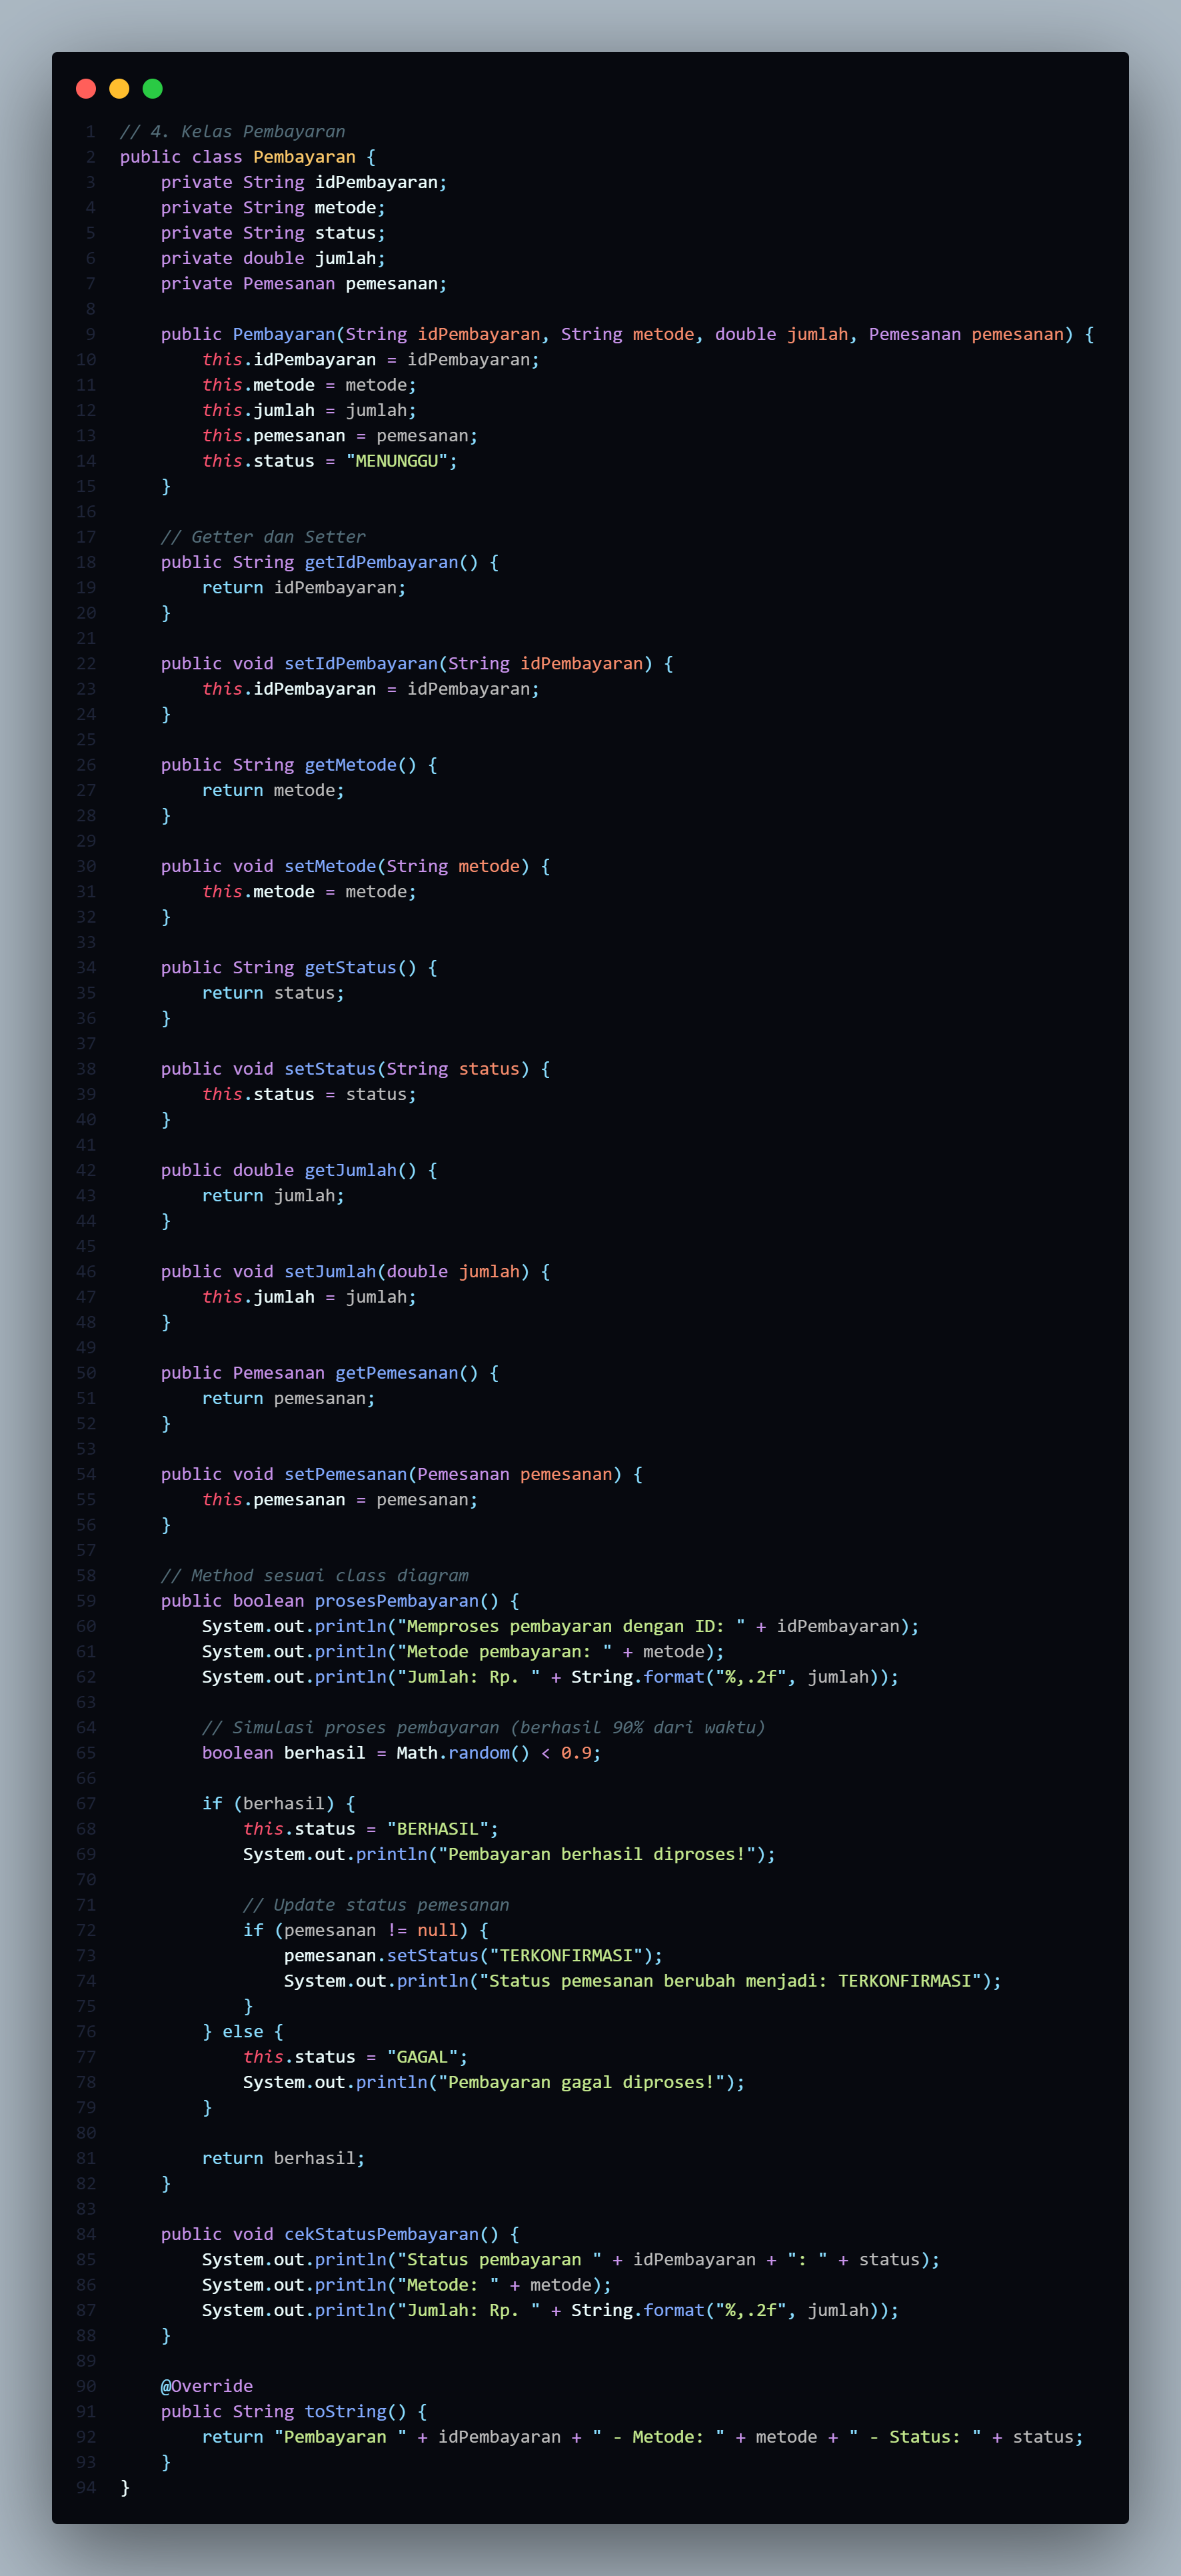 1 // 4. Kelas Pembayaran
2 public class Pembayaran {
3     private String idPembayaran;
4     private String metode;
5     private String status;
6     private double jumlah;
7     private Pemesanan pemesanan;
8
9     public Pembayaran(String idPembayaran, String metode, double jumlah, Pemesanan pemesanan) {
10         this.idPembayaran = idPembayaran;
11         this.metode = metode;
12         this.jumlah = jumlah;
13         this.pemesanan = pemesanan;
14         this.status = "MENUNGGU";
15     }
16
17     // Getter dan Setter
18     public String getIdPembayaran() {
19         return idPembayaran;
20     }
21
22     public void setIdPembayaran(String idPembayaran) {
23         this.idPembayaran = idPembayaran;
24     }
25
26     public String getMetode() {
27         return metode;
28     }
29
30     public void setMetode(String metode) {
31         this.metode = metode;
32     }
33
34     public String getStatus() {
35         return status;
36     }
37
38     public void setStatus(String status) {
39         this.status = status;
40     }
41
42     public double getJumlah() {
43         return jumlah;
44     }
45
46     public void setJumlah(double jumlah) {
47         this.jumlah = jumlah;
48     }
49
50     public Pemesanan getPemesanan() {
51         return pemesanan;
52     }
53
54     public void setPemesanan(Pemesanan pemesanan) {
55         this.pemesanan = pemesanan;
56     }
57
58     // Method sesuai class diagram
59     public boolean prosesPembayaran() {
60         System.out.println("Memproses pembayaran dengan ID: " + idPembayaran);
61         System.out.println("Metode pembayaran: " + metode);
62         System.out.println("Jumlah: Rp. " + String.format("%,.2f", jumlah));
63
64         // Simulasi proses pembayaran (berhasil 90% dari waktu)
65         boolean berhasil = Math.random() < 0.9;
66
67         if (berhasil) {
68             this.status = "BERHASIL";
69             System.out.println("Pembayaran berhasil diproses!");
70
71             // Update status pemesanan
72             if (pemesanan != null) {
73                 pemesanan.setStatus("TERKONFIRMASI");
74                 System.out.println("Status pemesanan berubah menjadi: TERKONFIRMASI");
75             }
76         } else {
77             this.status = "GAGAL";
78             System.out.println("Pembayaran gagal diproses!");
79         }
80
81         return berhasil;
82     }
83
84     public void cekStatusPembayaran() {
85         System.out.println("Status pembayaran " + idPembayaran + ": " + status);
86         System.out.println("Metode: " + metode);
87         System.out.println("Jumlah: Rp. " + String.format("%,.2f", jumlah));
88     }
89
90     @Override
91     public String toString() {
92         return "Pembayaran " + idPembayaran + " - Metode: " + metode + " - Status: " + status;
93     }
94 }